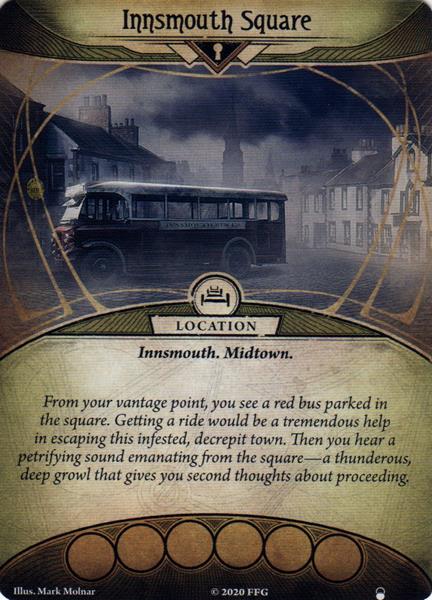 Innsmouth Square
LOCATION
Innsmouth. Midtown.
From your vantage point, you see a red bus parked in
the square. Getting a ride would be a tremendous help
in escaping this infested, decrepit town. Then you hear a
petrifying sound emanating from the square—a thunderous,
deep growl that gives you second thoughts about proceeding.
Illus. Mark Molnar
© 2020 FFG